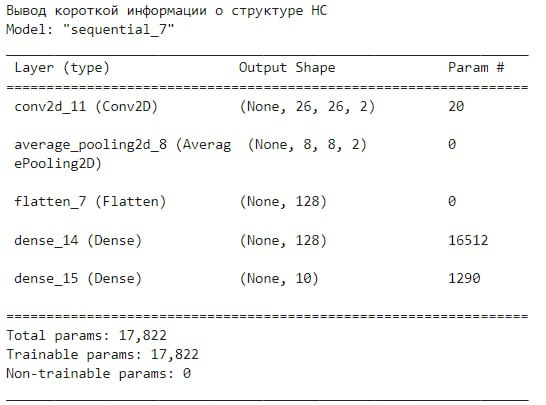 Вывод короткой информации о структуре НС
Model: "sequential_7"
_________________________________________________________________
Layer (type) Output Shape Param #
=================================================================
conv2d_11 (Conv2D) (None, 26, 26, 2) 20
average_pooling2d_8 (Averag (None, 8, 8, 2) 0
ePooling2D)
flatten_7 (Flatten) (None, 128) 0
dense_14 (Dense) (None, 128) 16512
dense_15 (Dense) (None, 10) 1290
=================================================================
Total params: 17,822
Trainable params: 17,822
Non-trainable params: 0
_________________________________________________________________